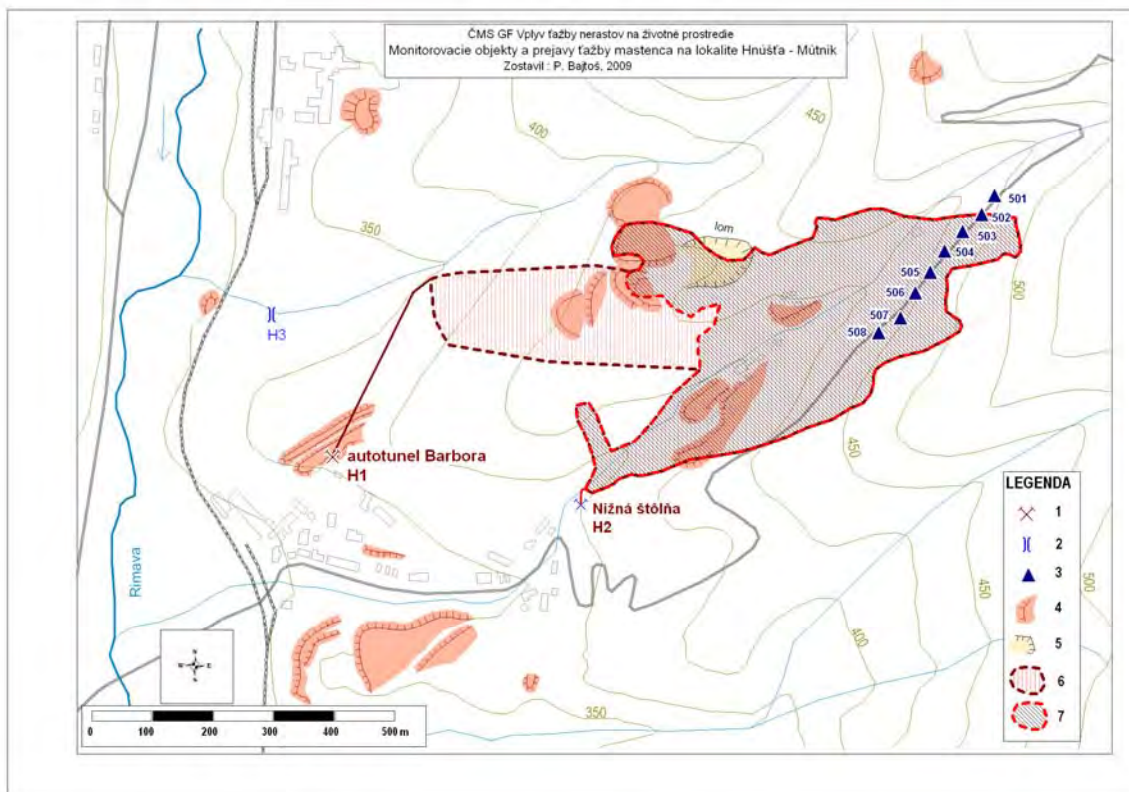 ČMS GF Vplyv ťažby nerastov na životné prostredie
Monitorovacie objekty a prejavy ťažby mastenca na lokalite Hnúšťa - Mútnik
Zostavil : P. Bajtoš, 2009
450
400
450
350
lom
501
502
503
504
505
506
507
508
500
H3
autotunel Barbora
H1
Nižná štôlňa
H2
450
Rimava
400
450
500
350
N
W E
S
0 100 200 300 400 500 m
LEGENDA
1
2
3
4
5
6
7